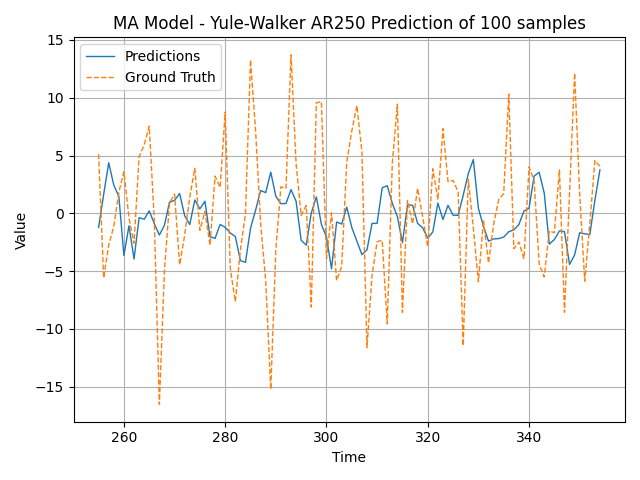 MA Model - Yule-Walker AR250 Prediction of 100 samples
Predictions
Ground Truth
15
10
5
0
−5
−10
−15
Value
260
280
300
320
340
Time